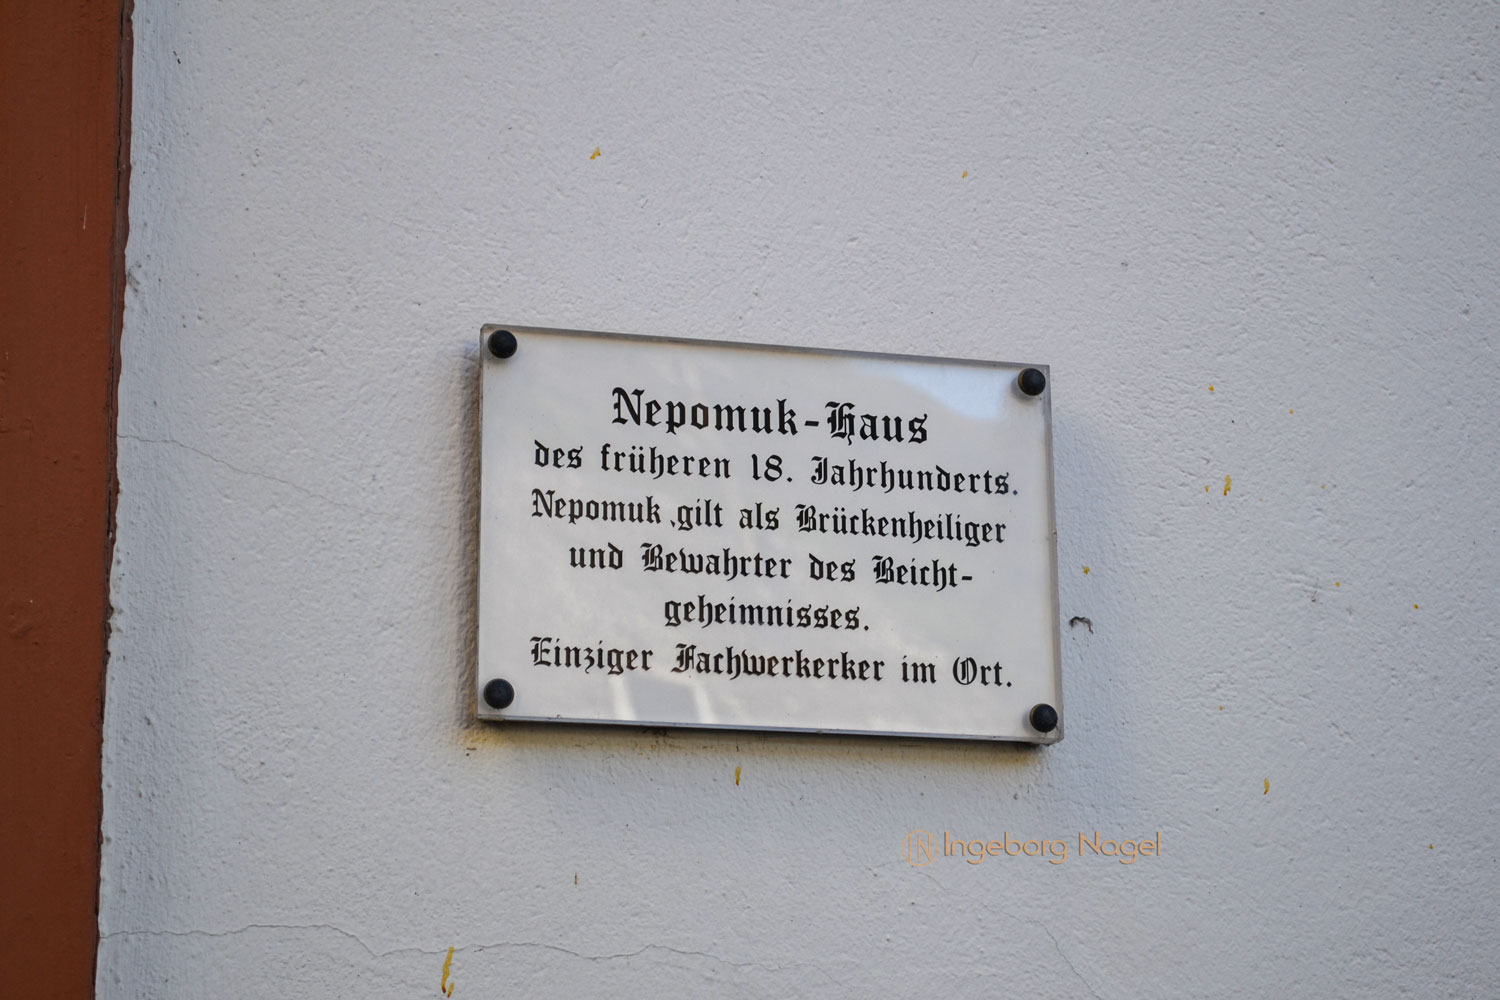 Nepomuk-Haus
des früheren 18. Jahrhunderts.
Nepomuk gilt als Brückenheiliger
und Bewahrter des Beicht-
geheimnisses.
Einziger Fachwerkerker im Ort.
IN Ingeborg Nagel